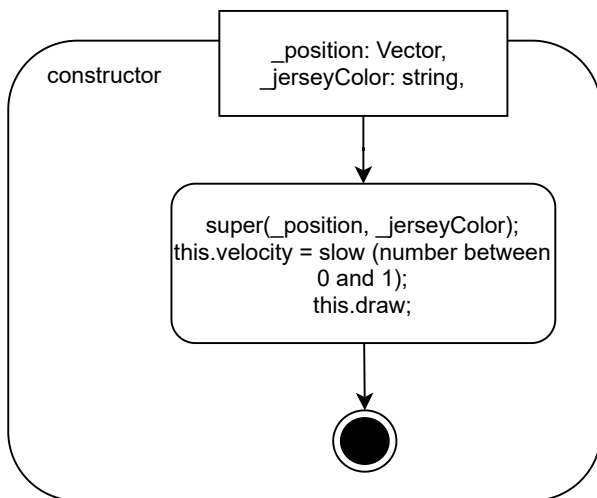 _position: Vector,
_jerseyColor: string,
constructor
super(_position, _jerseyColor);
this.velocity = slow (number between
0 and 1);
this.draw;